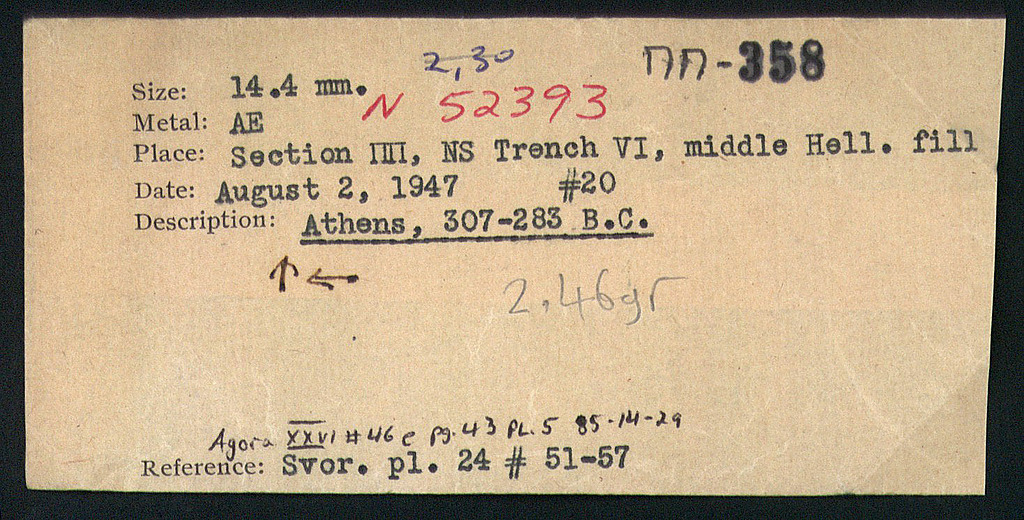 2,30
ΠΠ-358
Size: 14.4 mm.
N 52393
Metal: AE
Place: Section ΠΠ, NS Trench VI, middle Hell. fill
Date: August 2, 1947 #20
Description: Athens, 307-283 B.C.
↑ ←
2,46gr
Agora XXVI # 46 e pg. 43 PL. 5 85-14-29
Reference: Svor. pl. 24 # 51-57